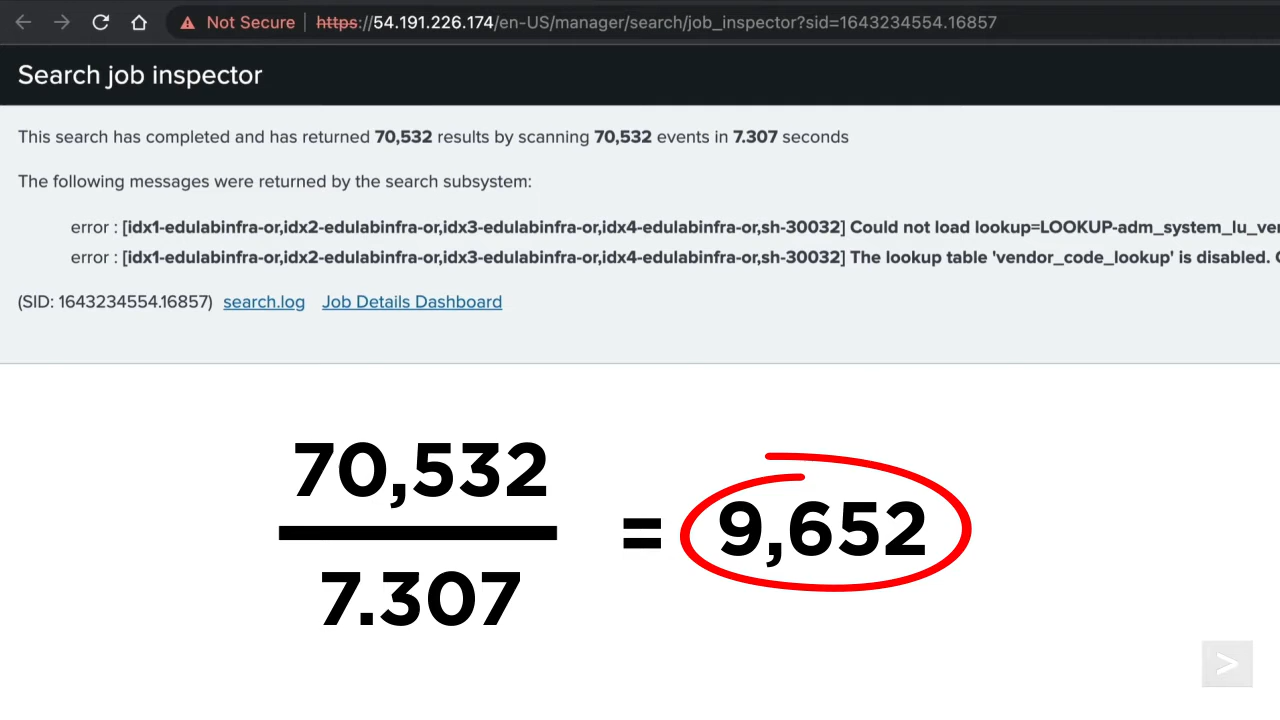 Not Secure | https://54.191.226.174/en-US/manager/search/job_inspector?sid=1643234554.16857
Search job inspector
This search has completed and has returned 70,532 results by scanning 70,532 events in 7.307 seconds
The following messages were returned by the search subsystem:
error : [idx1-edulabinfra-or,idx2-edulabinfra-or,idx3-edulabinfra-or,idx4-edulabinfra-or,sh-30032] Could not load lookup=LOOKUP-adm_system_lu_ver
error : [idx1-edulabinfra-or,idx2-edulabinfra-or,idx3-edulabinfra-or,idx4-edulabinfra-or,sh-30032] The lookup table 'vendor_code_lookup' is disabled.
(SID: 1643234554.16857) search.log Job Details Dashboard
70,532
7.307
= 9,652
>